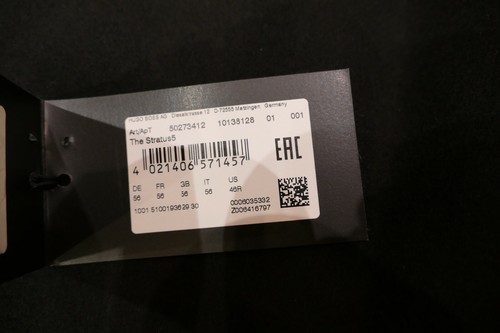 HUGO BOSS AG Dieselstrasse 12 D-72555 Metzingen Germany
Art/ApT 50273412 10138128 01 001
The Stratus5
EAC
4 021406 571457
DE FR GB IT US
56 56 56 56 46R
1001 5100193629 30
0006035332
Z006416797